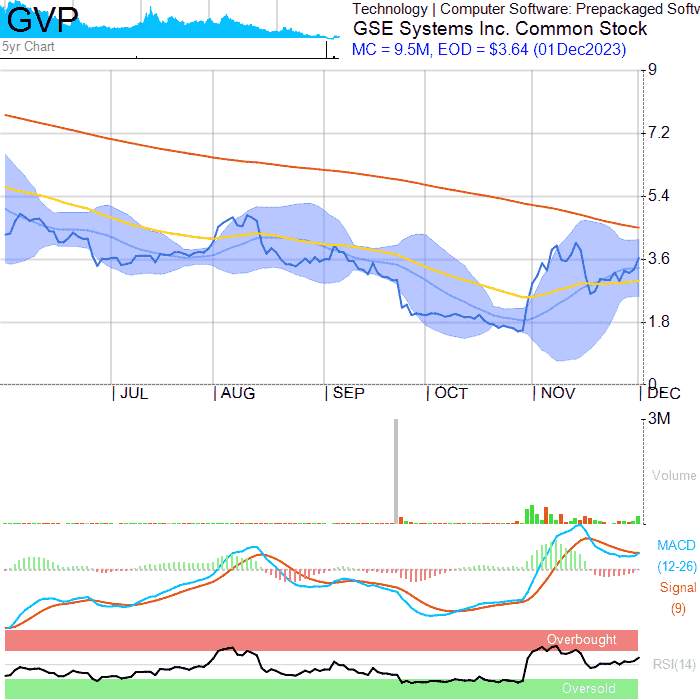 GVP
5yr Chart
Technology | Computer Software: Prepackaged Softw
GSE Systems Inc. Common Stock
MC = 9.5M, EOD = $3.64 (01Dec2023)
9
7.2
5.4
3.6
1.8
0
JUL AUG SEP OCT NOV DEC
3M
Volume
MACD
(12-26)
Signal
(9)
Overbought
RSI(14)
Oversold